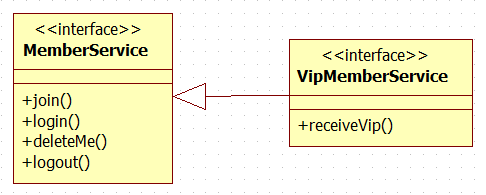 <<interface>>
MemberService
+join()
+login()
+deleteMe()
+logout()
<<interface>>
VipMemberService
+receiveVip()